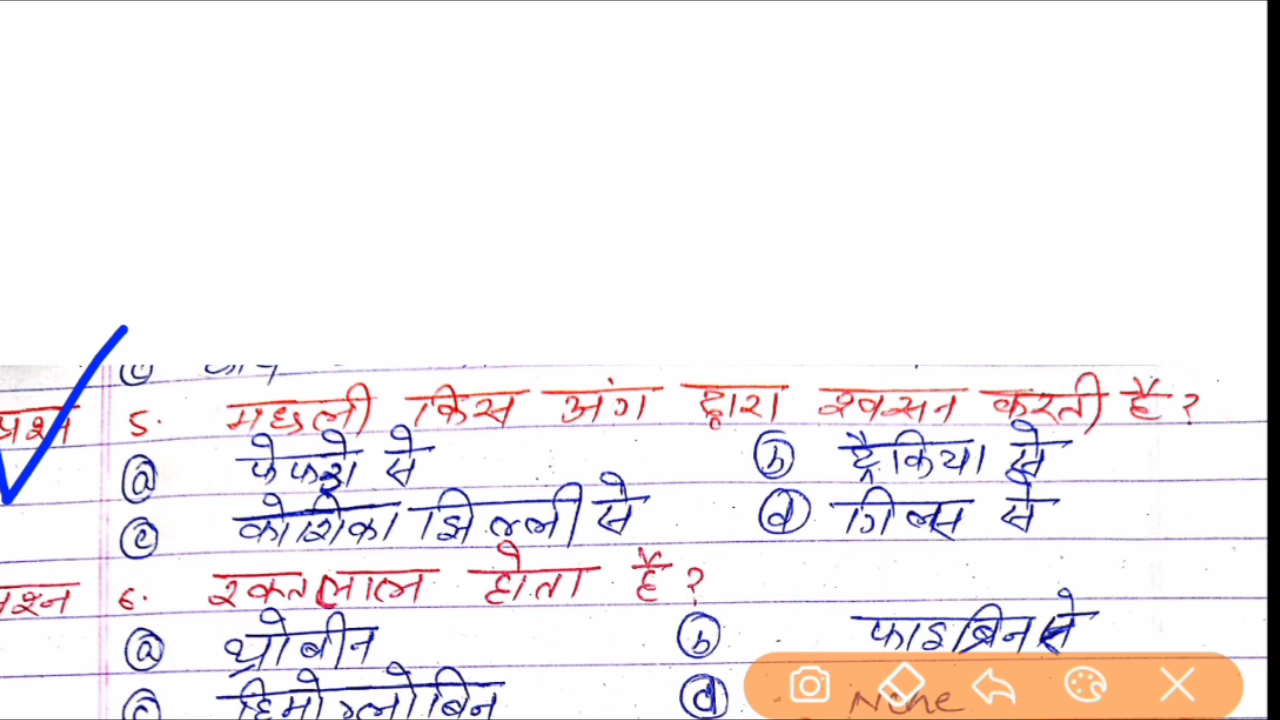 प्रश्न 5. मछली किस अंग द्वारा श्वसन करती है?
ⓐ फेफड़ो से ⓑ ट्रैकिया से
ⓒ कोशिका झिल्ली से ⓓ गिल्स से
प्रश्न 6. रक्त लाल होता है?
ⓐ थ्रोबीन ⓑ फाइब्रिन से
ⓒ हिमोग्लोबिन ⓓ None